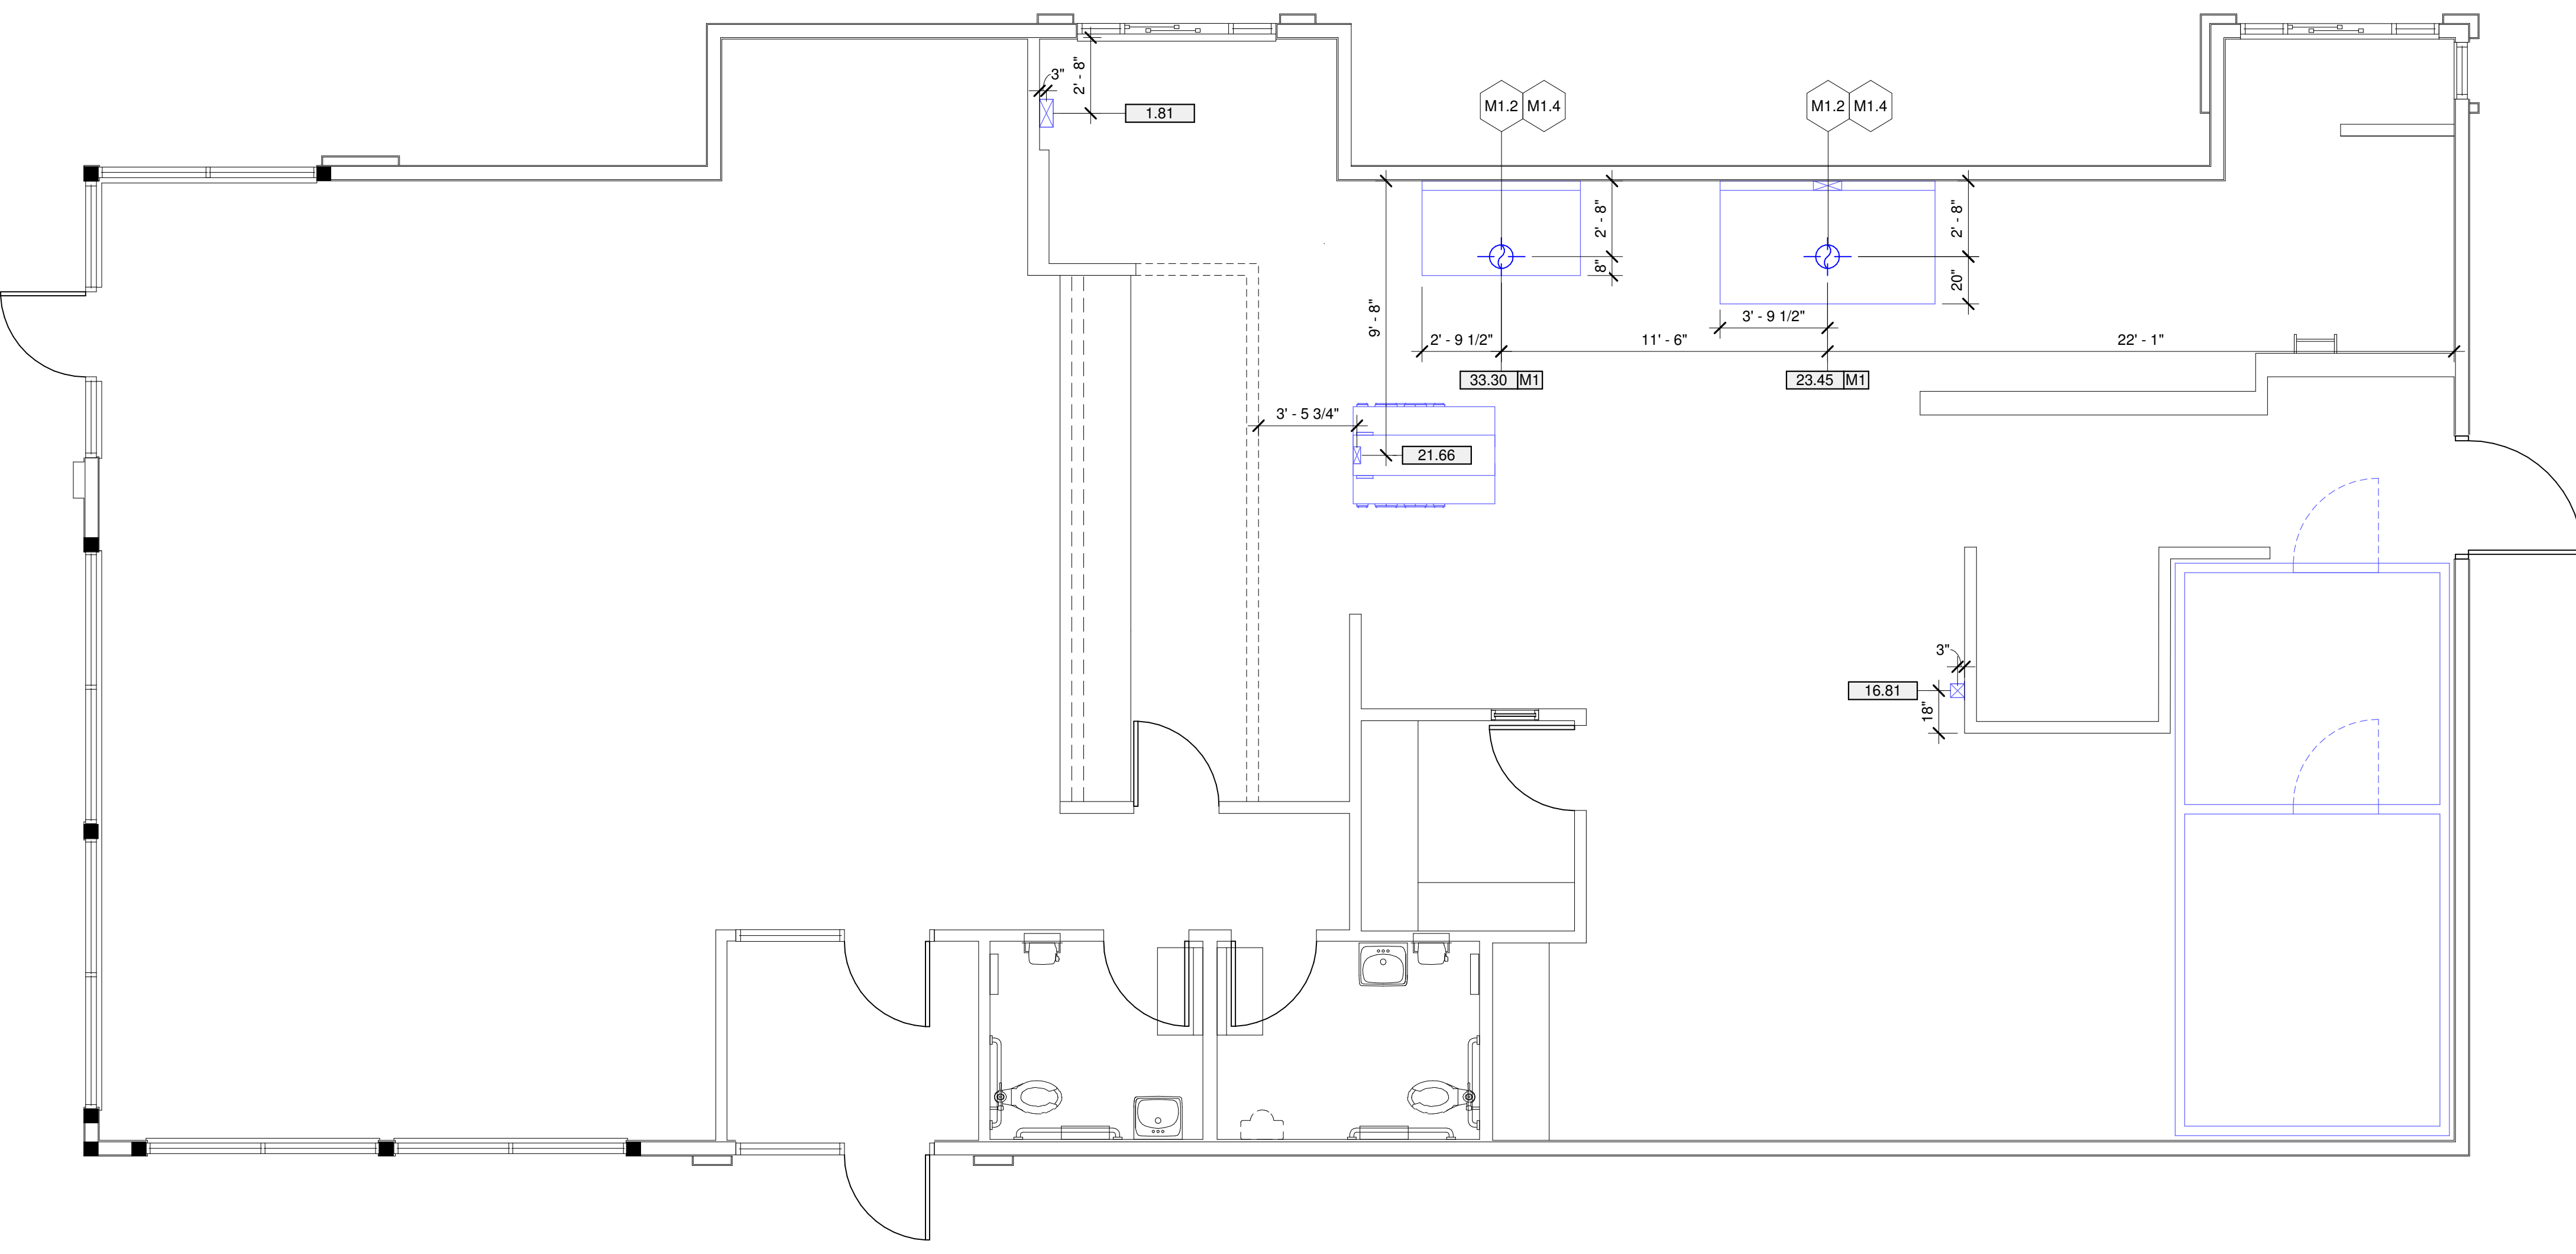 3"
2' - 8"
1.81
M1.2 M1.4
M1.2 M1.4
2' - 8"
8"
2' - 8"
20"
9' - 8"
3' - 9 1/2"
2' - 9 1/2"
11' - 6"
22' - 1"
33.30 M1
23.45 M1
3' - 5 3/4"
21.66
3"
16.81
18"